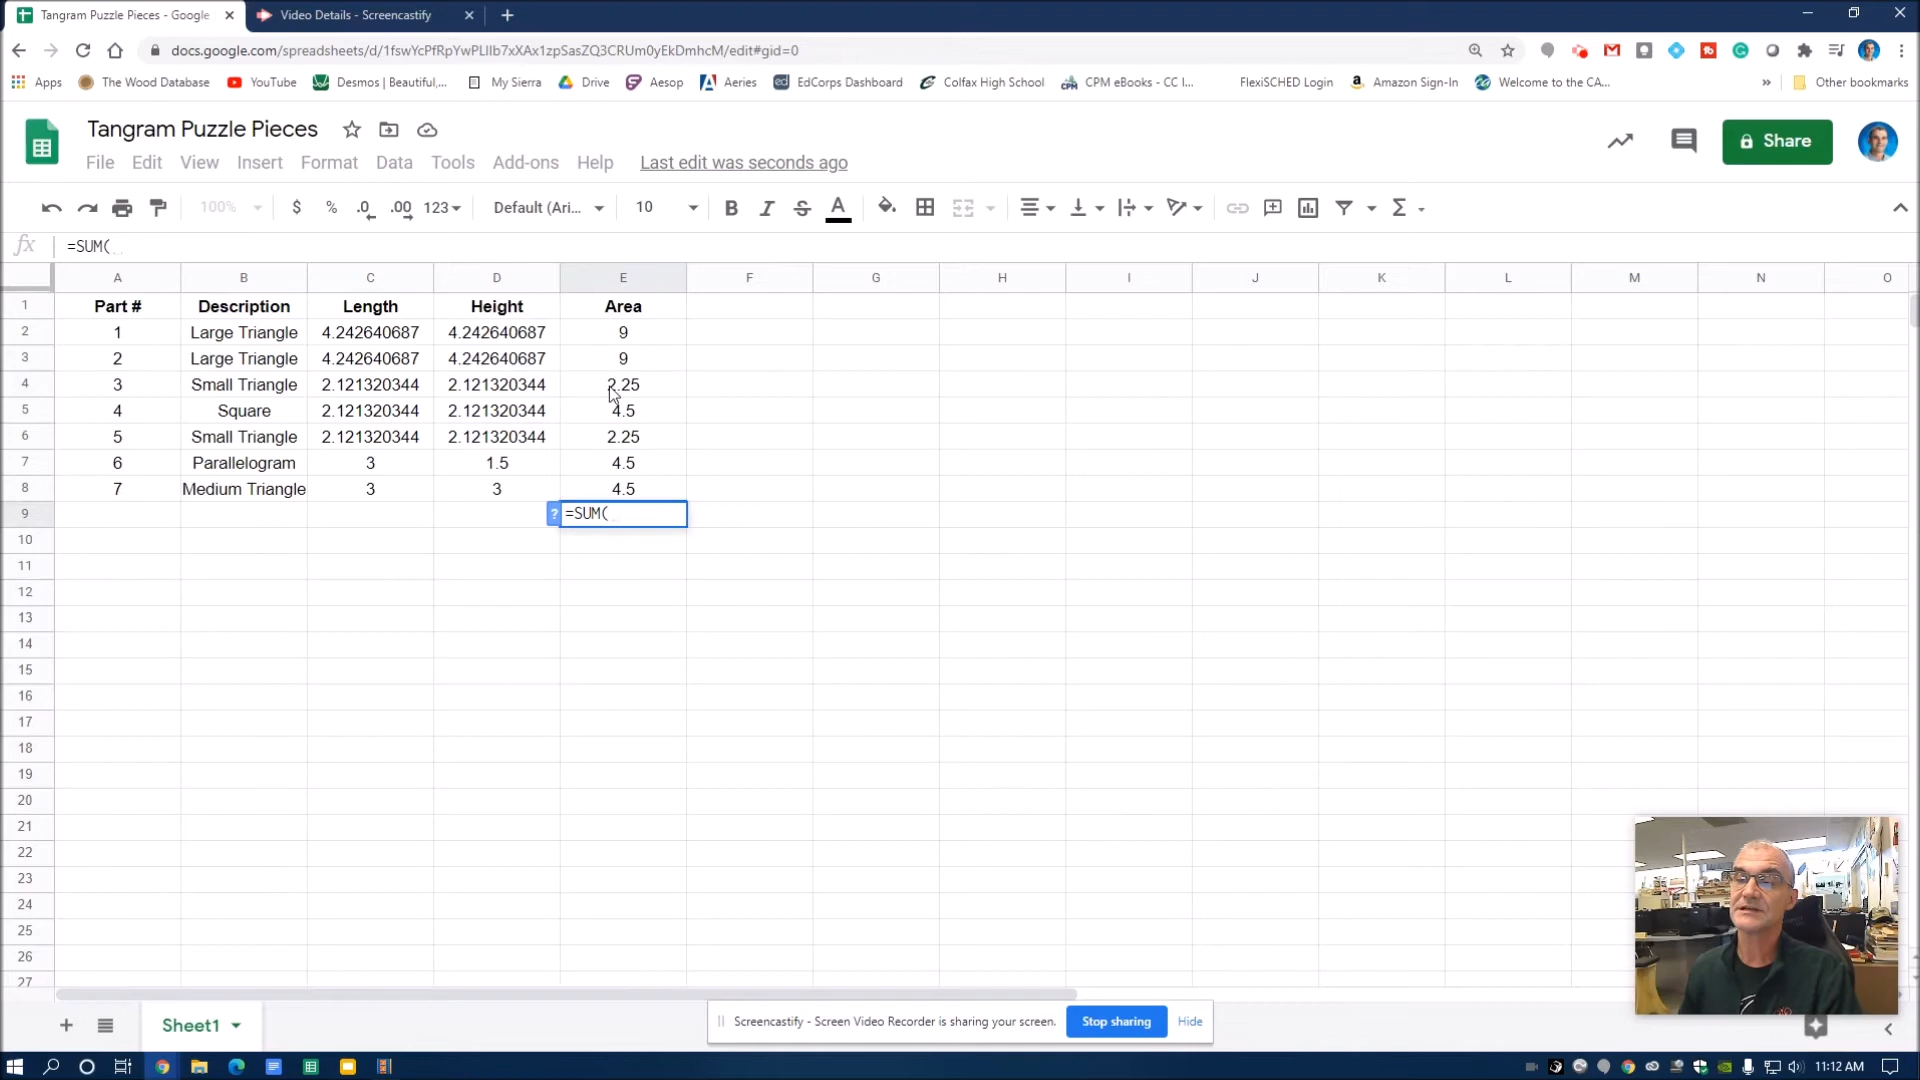 Tangram Puzzle Pieces - Google
Video Details - Screencastify
docs.google.com/spreadsheets/d/1fswYcPfRpYwPLlIb7xXAx1zpSasZQ3CRUm0yEkDmhcM/edit#gid=0
Apps The Wood Database YouTube Desmos | Beautiful,... My Sierra Drive Aesop Aeries EdCorps Dashboard Colfax High School CPM eBooks - CC I... FlexiSCHED Login Amazon Sign-In Welcome to the CA... » Other bookmarks
Tangram Puzzle Pieces
Share
File Edit View Insert Format Data Tools Add-ons Help Last edit was seconds ago
100% $ % .0 .00 123 Default (Ari... 10 B I S A Σ
fx =SUM(
A B C D E F G H I J K L M N O
1 Part # Description Length Height Area
2 1 Large Triangle 4.242640687 4.242640687 9
3 2 Large Triangle 4.242640687 4.242640687 9
4 3 Small Triangle 2.121320344 2.121320344 2.25
5 4 Square 2.121320344 2.121320344 4.5
6 5 Small Triangle 2.121320344 2.121320344 2.25
7 6 Parallelogram 3 1.5 4.5
8 7 Medium Triangle 3 3 4.5
9 ? =SUM(
10
11
12
13
14
15
16
17
18
19
20
21
22
23
24
25
26
27
Sheet1
Screencastify - Screen Video Recorder is sharing your screen. Stop sharing Hide
11:12 AM